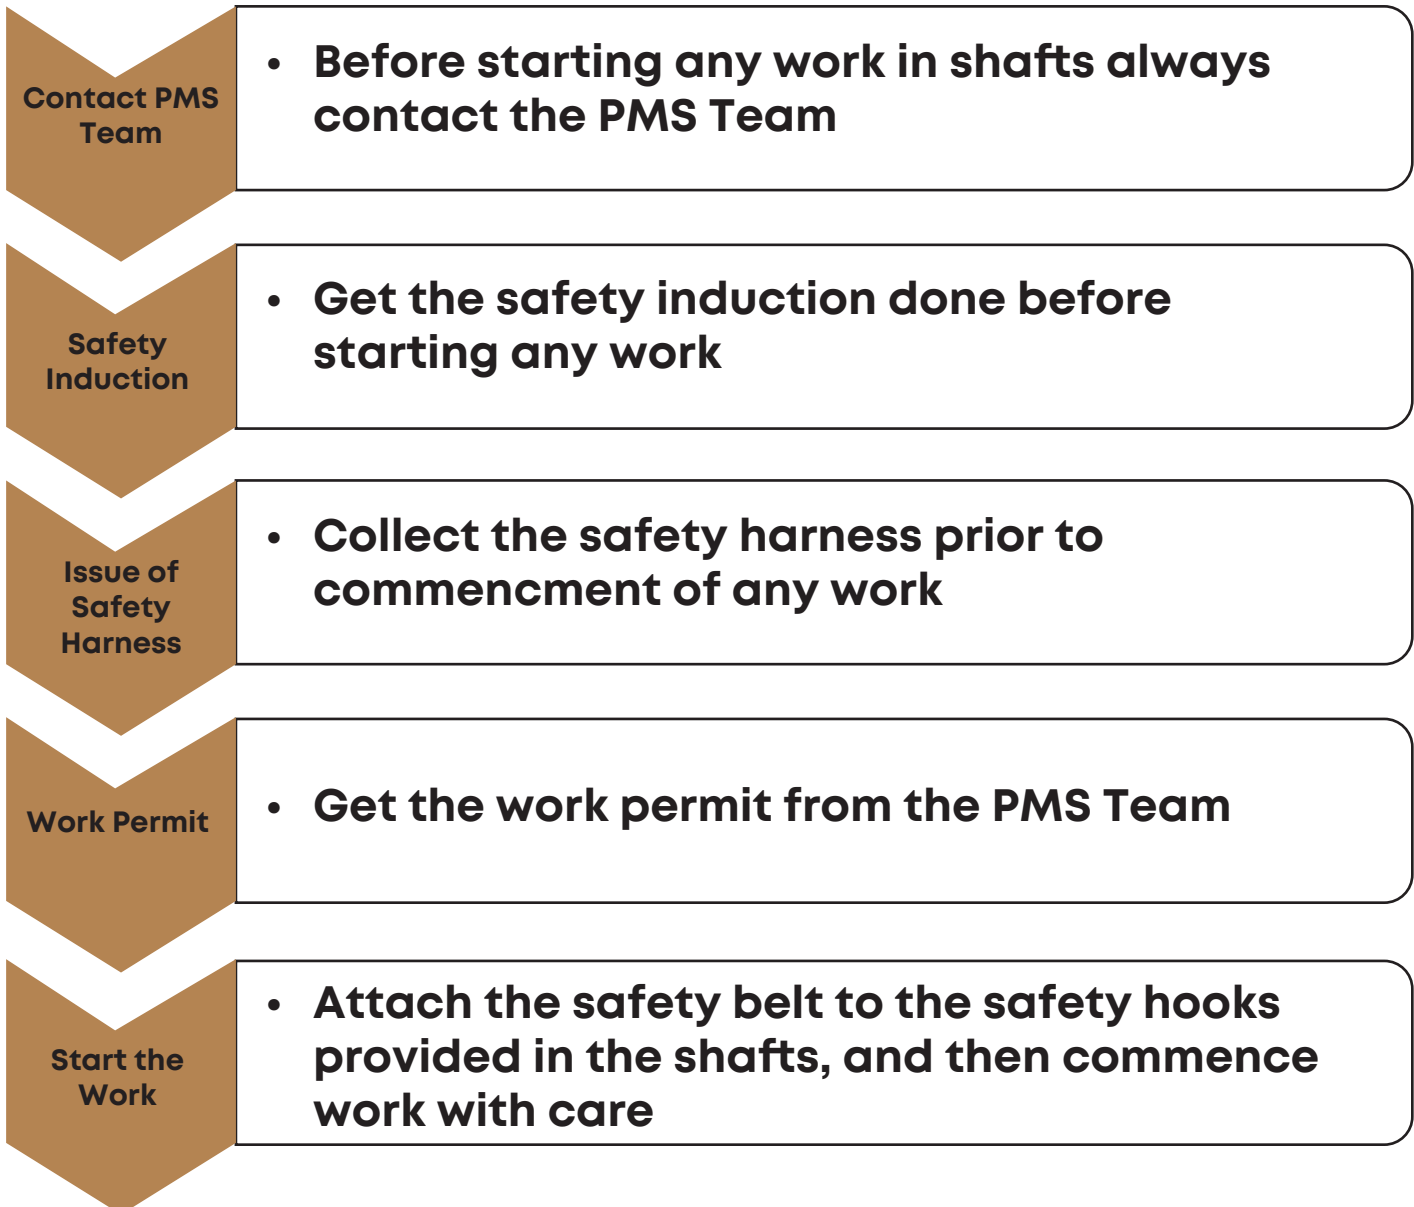 Contact PMS
Team
• Before starting any work in shafts always
contact the PMS Team
Safety
Induction
• Get the safety induction done before
starting any work
Issue of
Safety
Harness
• Collect the safety harness prior to
commencment of any work
Work Permit
• Get the work permit from the PMS Team
Start the
Work
• Attach the safety belt to the safety hooks
provided in the shafts, and then commence
work with care